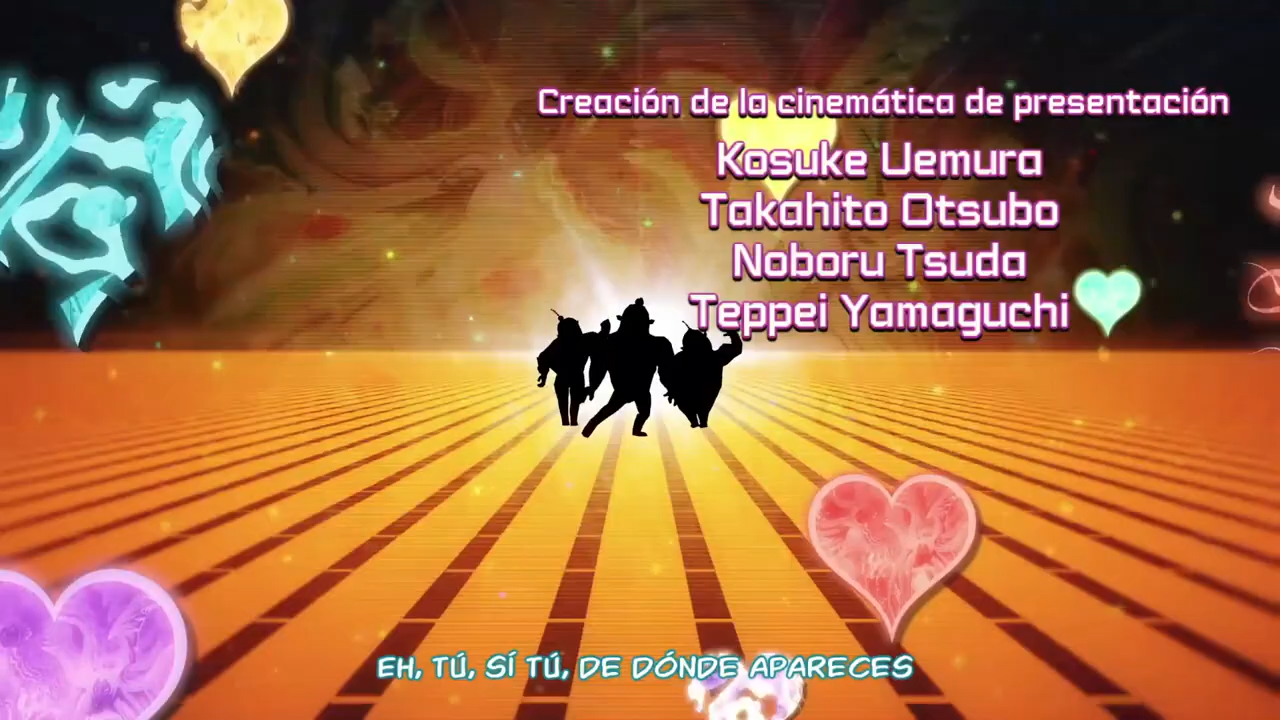 Creación de la cinemática de presentación
Kosuke Uemura
Takahito Otsubo
Noboru Tsuda
Teppei Yamaguchi
EH, TÚ, SÍ TÚ, DE DÓNDE APARECES